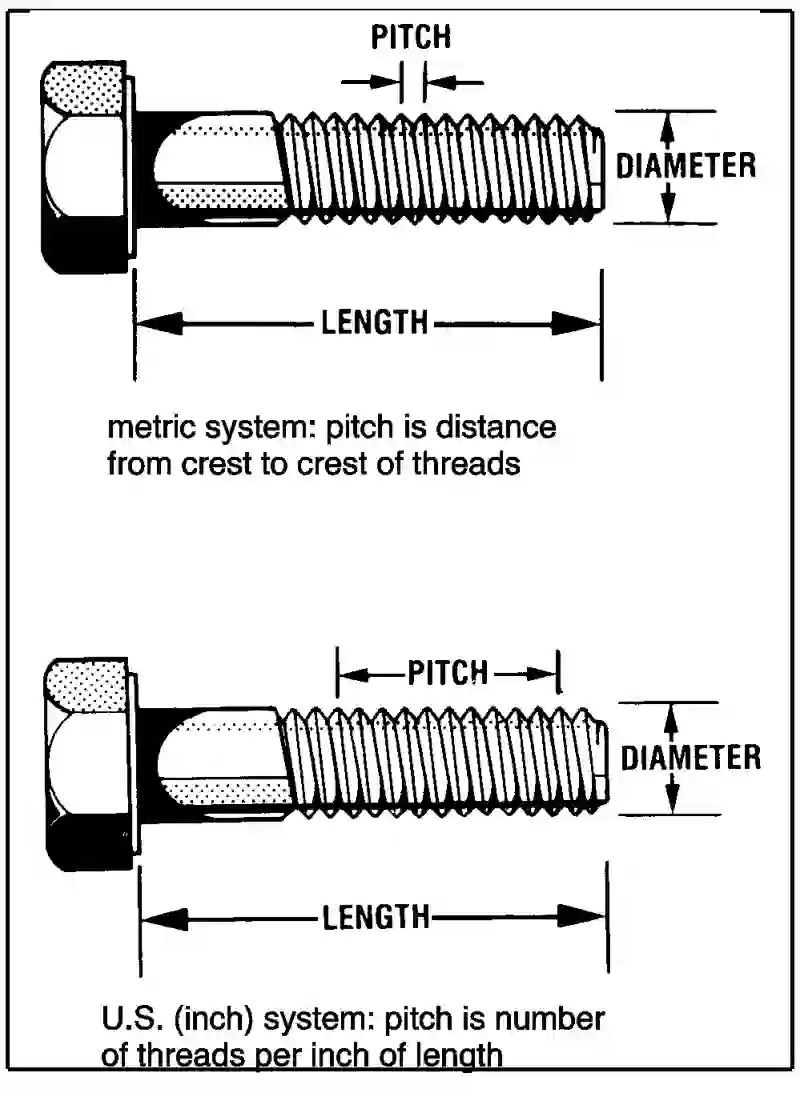 PITCH
DIAMETER
LENGTH
metric system: pitch is distance
from crest to crest of threads
PITCH
DIAMETER
LENGTH
U.S. (inch) system: pitch is number
of threads per inch of length